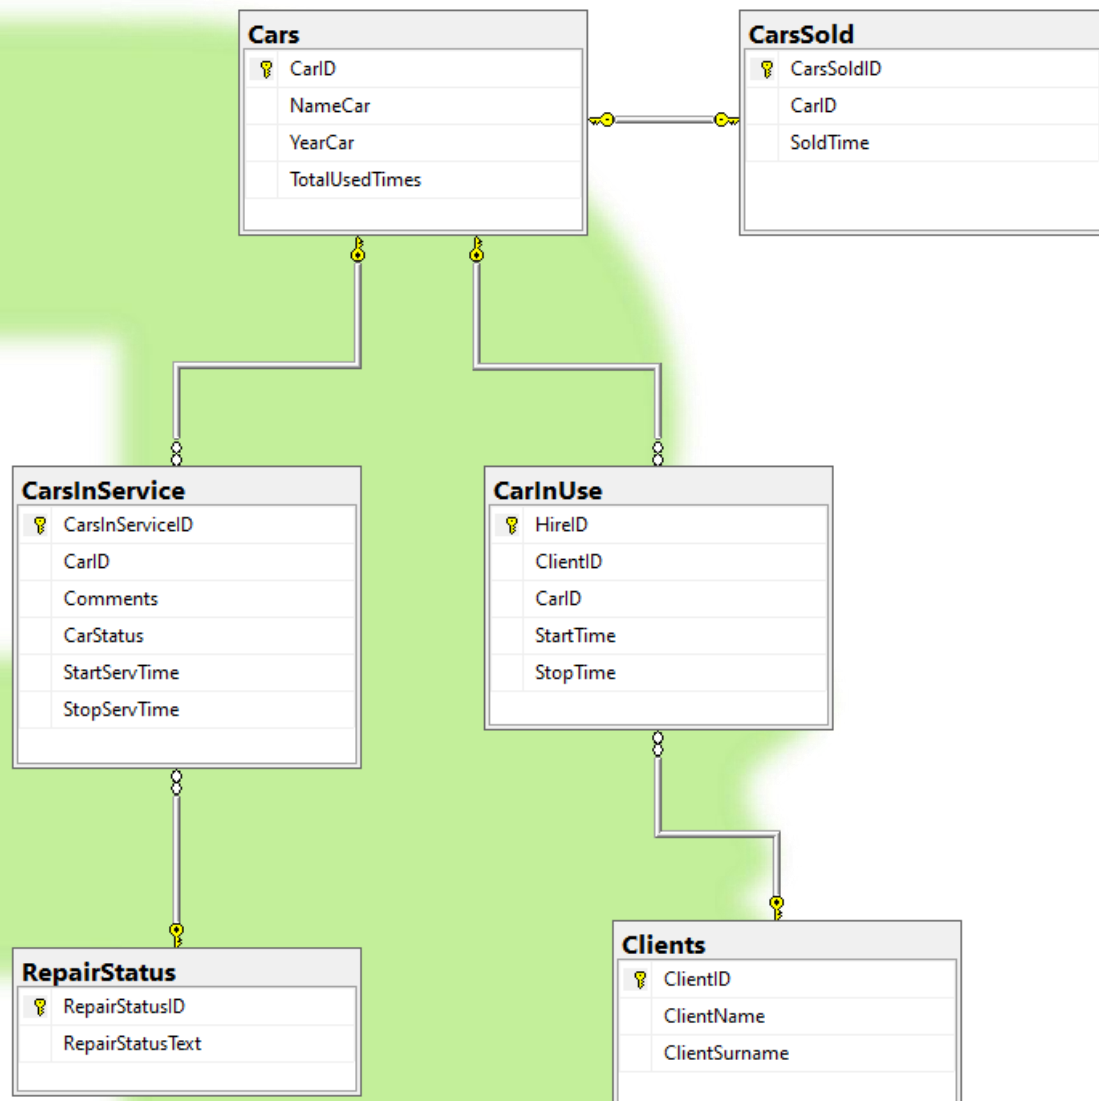 Cars
CarID
NameCar
YearCar
TotalUsedTimes
CarsSold
CarsSoldID
CarID
SoldTime
CarsInService
CarsInServiceID
CarID
Comments
CarStatus
StartServTime
StopServTime
CarInUse
HireID
ClientID
CarID
StartTime
StopTime
RepairStatus
RepairStatusID
RepairStatusText
Clients
ClientID
ClientName
ClientSurname